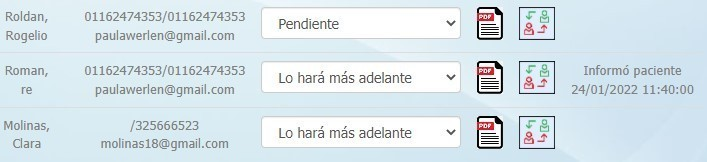 Roldan, 01162474353/01162474353 Pendiente PDF
Rogelio paulawerlen@gmail.com
Roman, 01162474353/01162474353 Lo hará más adelante PDF Informó paciente
re paulawerlen@gmail.com 24/01/2022 11:40:00
Molinas, /325666523 Lo hará más adelante PDF
Clara molinas18@gmail.com